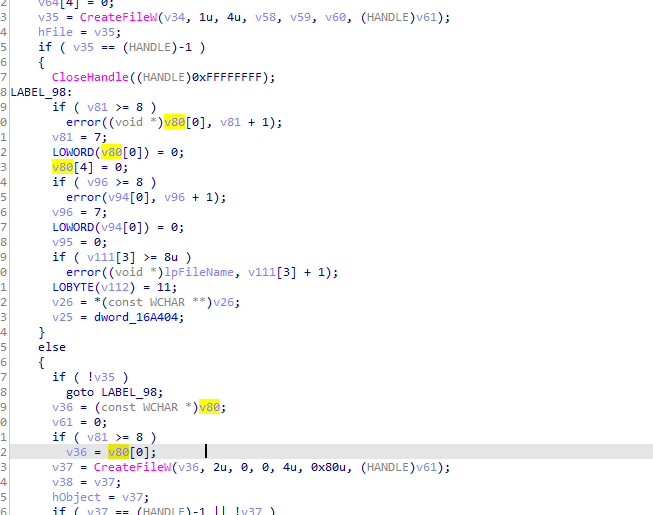 2 v64[4] = 0;
3 v35 = CreateFileW(v34, 1u, 4u, v58, v59, v60, (HANDLE)v61);
4 hFile = v35;
5 if ( v35 == (HANDLE)-1 )
6 {
7 CloseHandle((HANDLE)0xFFFFFFFF);
8 LABEL_98:
9 if ( v81 >= 8 )
0 error((void *)v80[0], v81 + 1);
1 v81 = 7;
2 LOWORD(v80[0]) = 0;
3 v80[4] = 0;
4 if ( v96 >= 8 )
5 error(v94[0], v96 + 1);
6 v96 = 7;
7 LOWORD(v94[0]) = 0;
8 v95 = 0;
9 if ( v111[3] >= 8u )
0 error((void *)lpFileName, v111[3] + 1);
1 LOBYTE(v112) = 11;
2 v26 = *(const WCHAR **)v26;
3 v25 = dword_16A404;
4 }
5 else
6 {
7 if ( !v35 )
8 goto LABEL_98;
9 v36 = (const WCHAR *)v80;
0 v61 = 0;
1 if ( v81 >= 8 )
2 v36 = v80[0];
3 v37 = CreateFileW(v36, 2u, 0, 0, 4u, 0x80u, (HANDLE)v61);
4 v38 = v37;
5 hObject = v37;
6 if ( v37 == (HANDLE)-1 || !v37 )